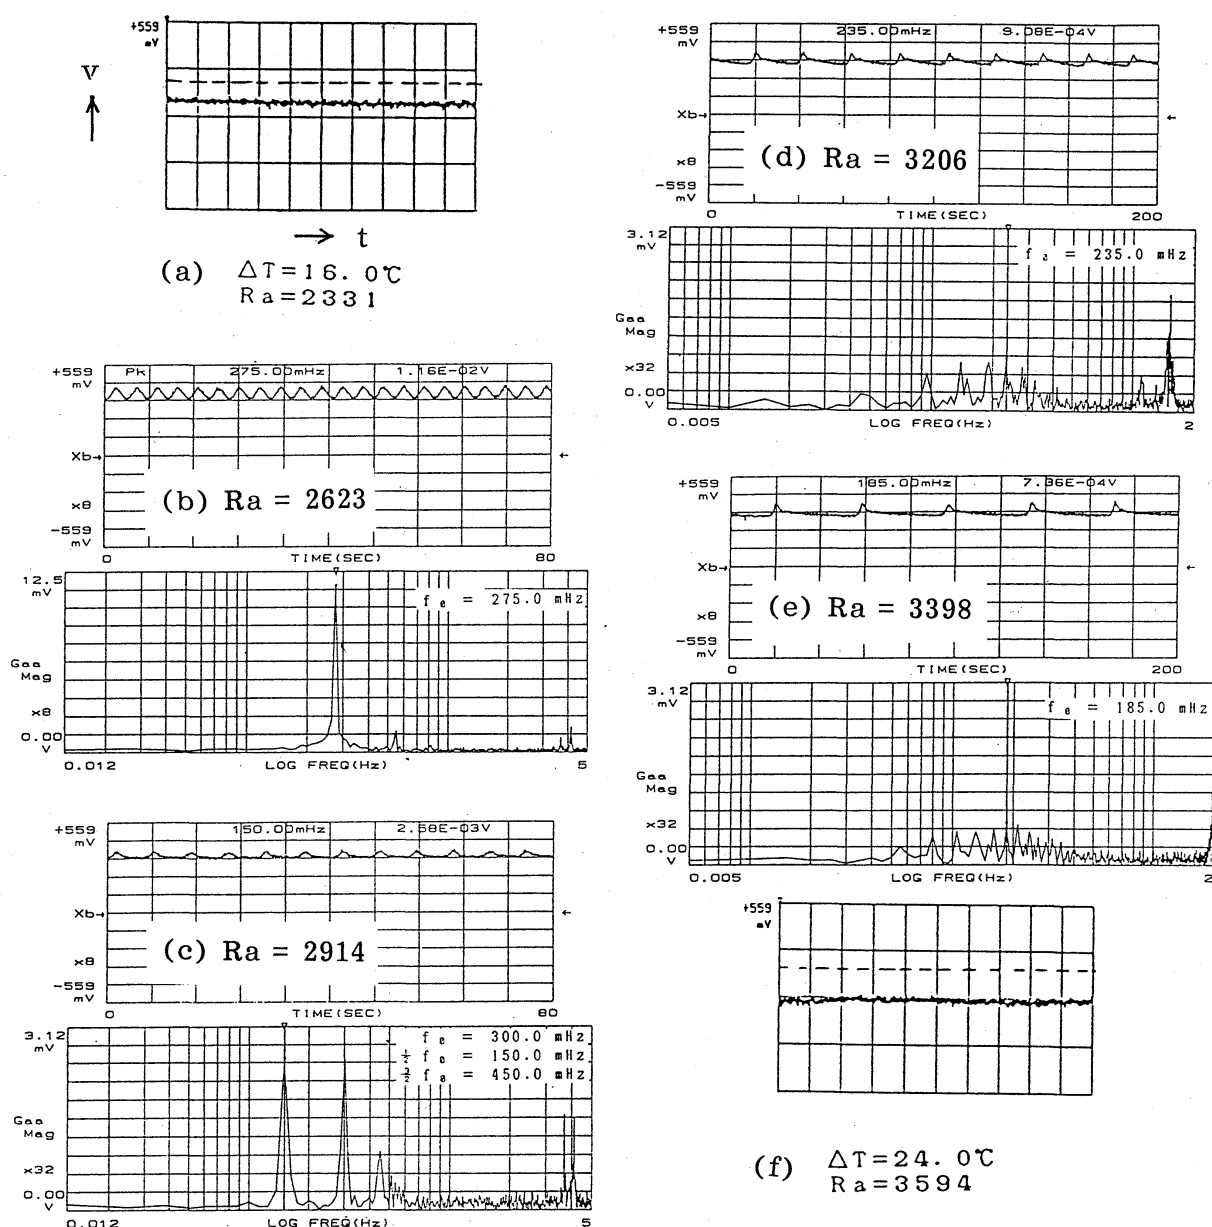 +559
mV
v
→ t
(a) ΔT=16.0℃
Ra=2331
+559
mV
Pk 275.00mHz 1.16E-02V
Xb→
←
x8
(b) Ra = 2623
-559
mV
0 TIME(SEC) 80
12.5
mV
f₀ = 275.0 mHz
Gaa
Mag
x8
0.00
V
0.012 LOG FREQ(Hz) 5
+559
mV
150.00mHz 2.58E-03V
Xb→
←
(c) Ra = 2914
x8
-559
mV
0 TIME(SEC) 80
3.12
mV
f₀ = 300.0 mHz
½ f₀ = 150.0 mHz
3/2 f₀ = 450.0 mHz
Gaa
Mag
x32
0.00
V
0.012 LOG FREQ(Hz) 5
+559
mV
235.00mHz 9.08E-04V
Xb→
←
(d) Ra = 3206
x8
-559
mV
0 TIME(SEC) 200
3.12
mV
f₀ = 235.0 mHz
Gaa
Mag
x32
0.00
V
0.005 LOG FREQ(Hz) 2
+559
mV
185.00mHz 7.36E-04V
Xb→
←
(e) Ra = 3398
x8
-559
mV
0 TIME(SEC) 200
3.12
mV
f₀ = 185.0 mHz
Gaa
Mag
x32
0.00
V
0.005 LOG FREQ(Hz) 2
+559
mV
(f) ΔT=24.0℃
Ra=3594